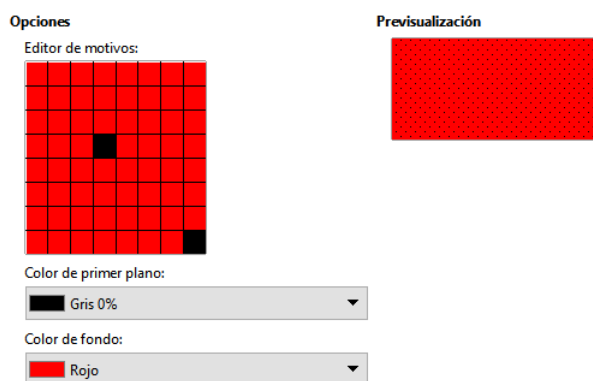 Opciones
Editor de motivos:
Color de primer plano:
Gris 0%
Color de fondo:
Rojo
Previsualización